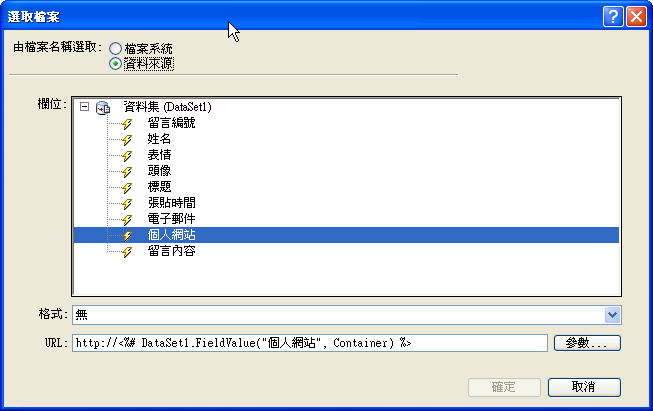 選取檔案
由檔案名稱選取: 檔案系統
資料來源
欄位: 資料集 (DataSet1)
留言編號
姓名
表情
頭像
標題
張貼時間
電子郵件
個人網站
留言內容
格式: 無
URL: http://<%# DataSet1.FieldValue("個人網站", Container) %> 參數...
確定 取消